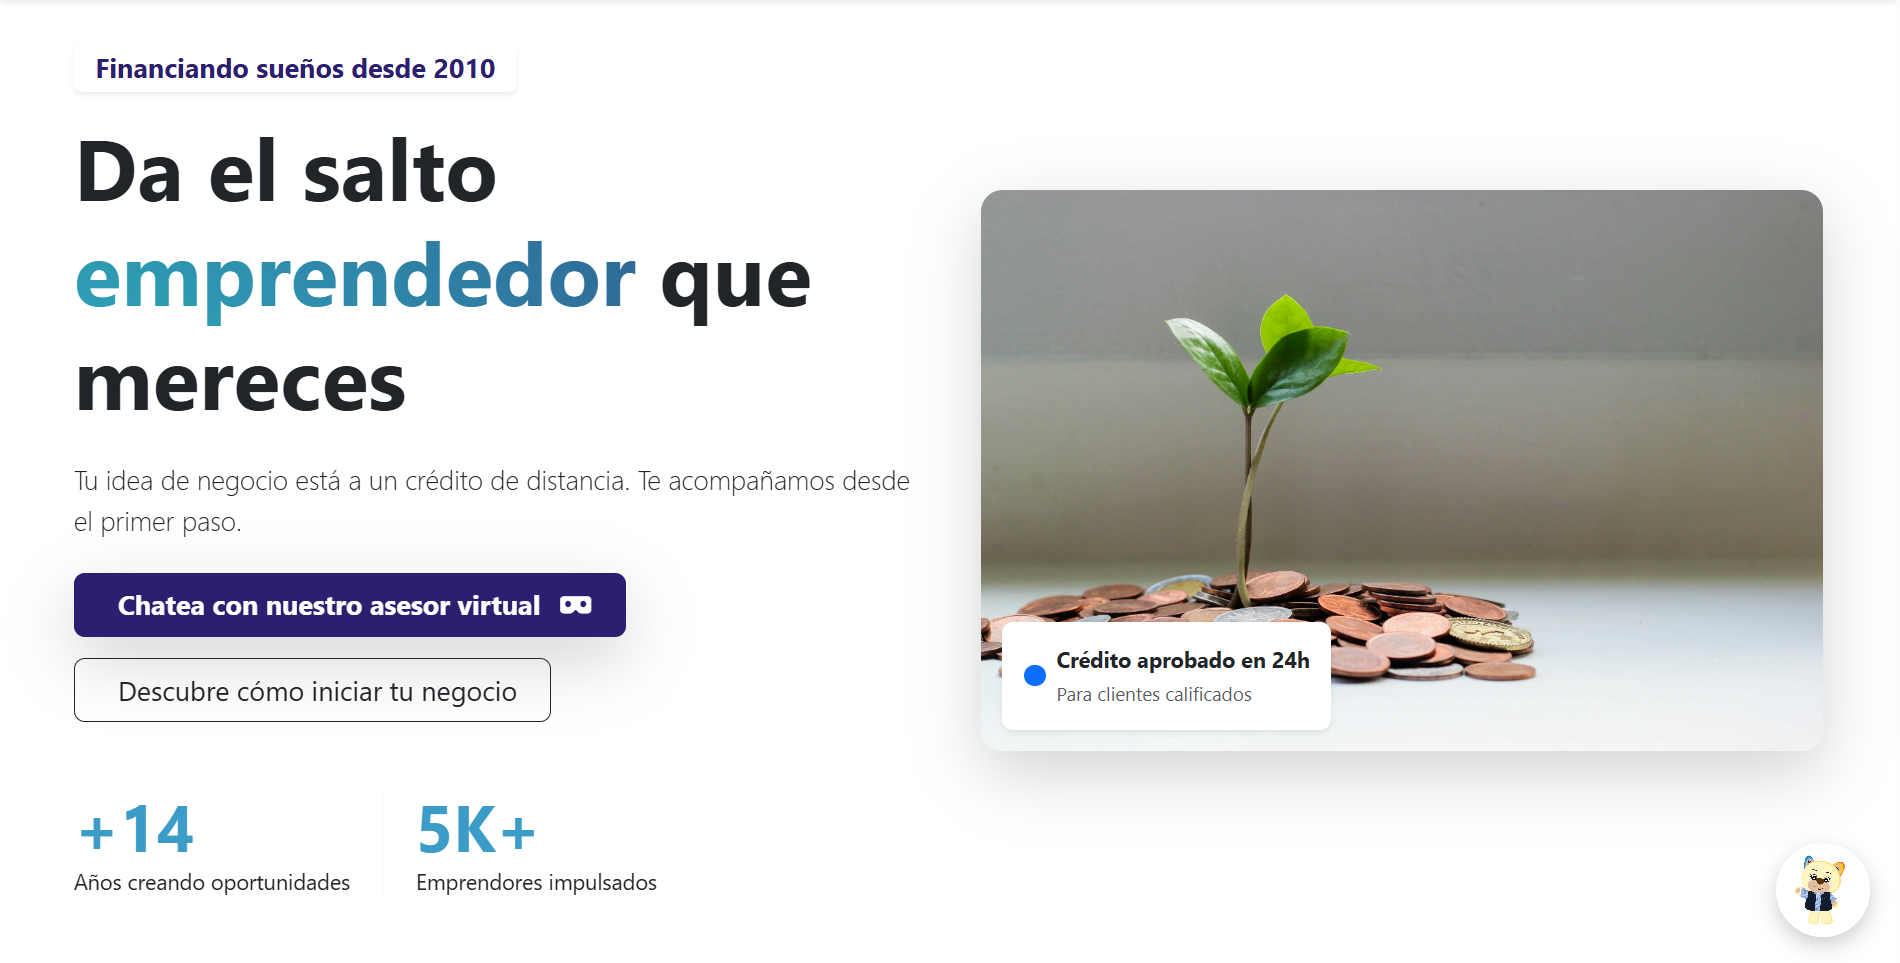 Financiando sueños desde 2010
Da el salto
emprendedor que
mereces
Tu idea de negocio está a un crédito de distancia. Te acompañamos desde
el primer paso.
Chatea con nuestro asesor virtual
Descubre cómo iniciar tu negocio
+14
Años creando oportunidades
5K+
Emprendores impulsados
Crédito aprobado en 24h
Para clientes calificados